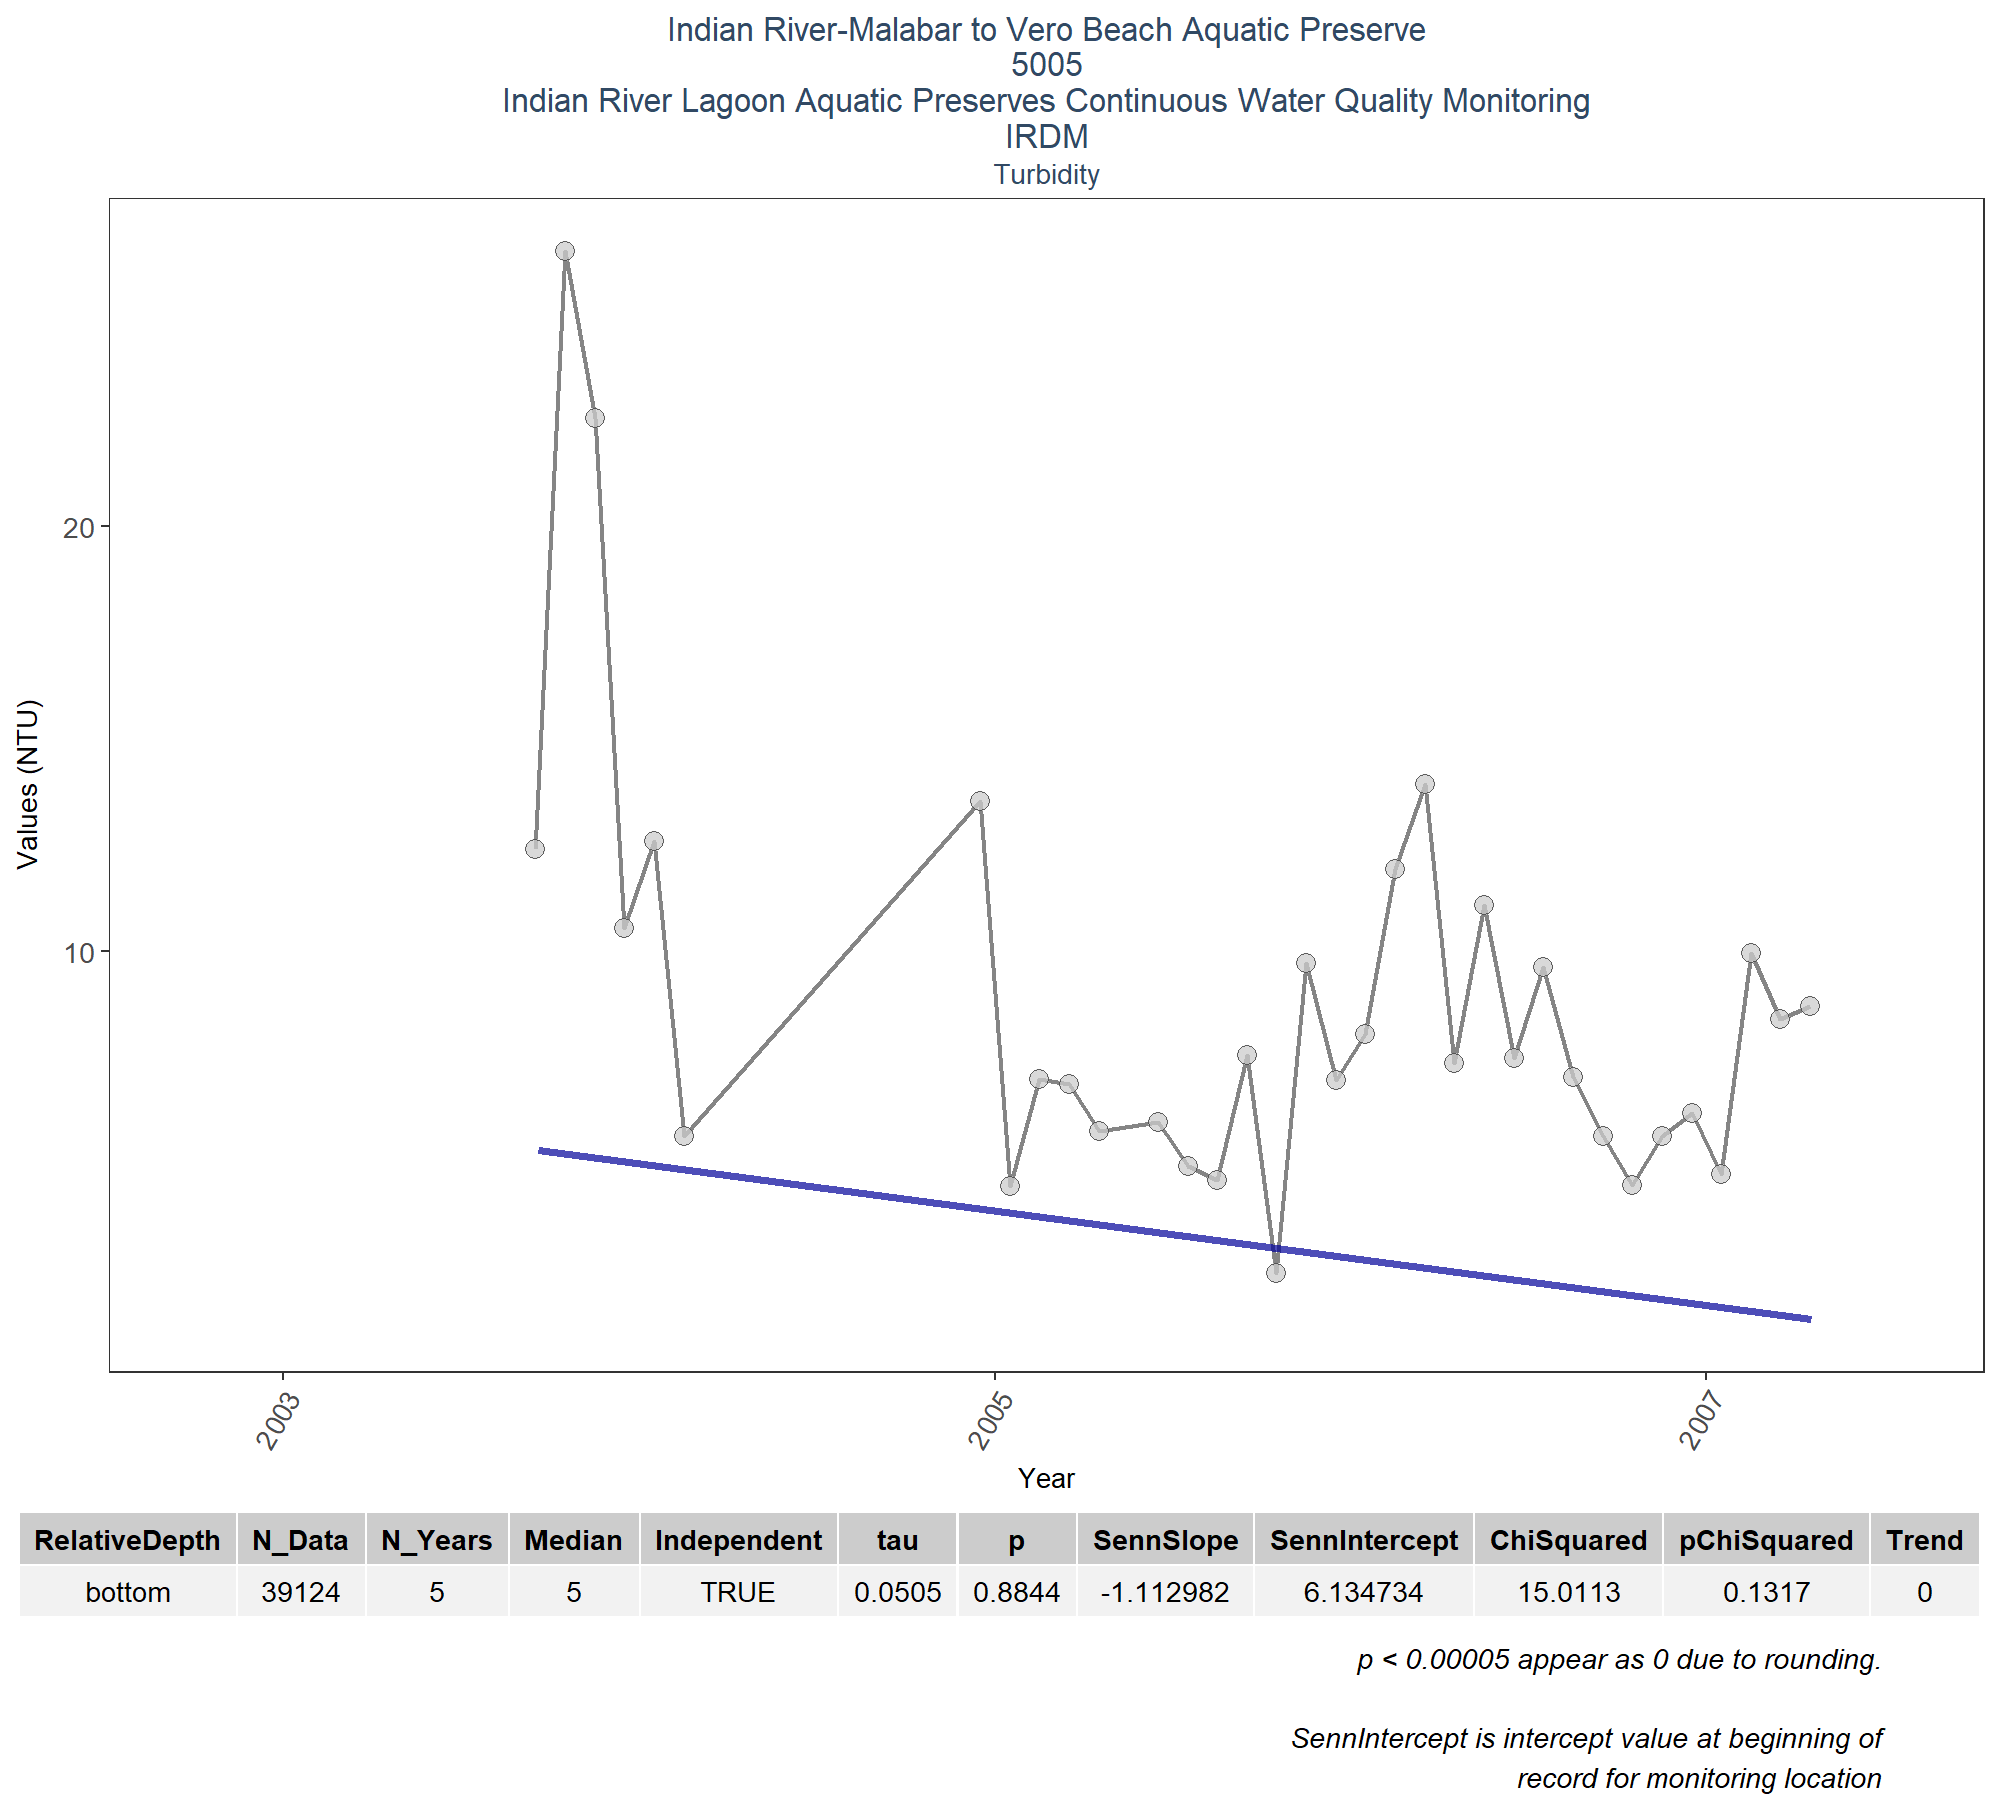 Indian River-Malabar to Vero Beach Aquatic Preserve
5005
Indian River Lagoon Aquatic Preserves Continuous Water Quality Monitoring
IRDM
Turbidity
Values (NTU)
20
10
2003
2005
2007
Year
RelativeDepth N_Data N_Years Median Independent tau p SennSlope SennIntercept ChiSquared pChiSquared Trend
bottom 39124 5 5 TRUE 0.0505 0.8844 -1.112982 6.134734 15.0113 0.1317 0
p < 0.00005 appear as 0 due to rounding.
SennIntercept is intercept value at beginning of
record for monitoring location